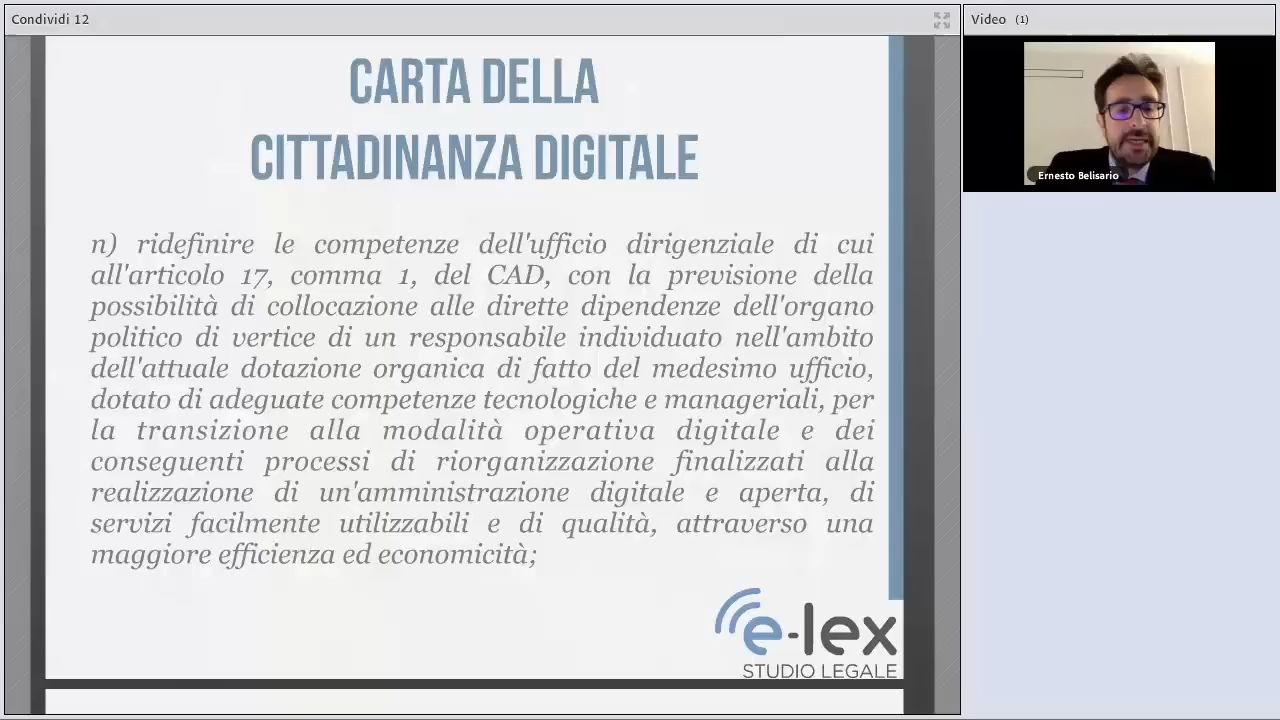 Condividi 12
Video (1)
CARTA DELLA
CITTADINANZA DIGITALE
n) ridefinire le competenze dell'ufficio dirigenziale di cui
all'articolo 17, comma 1, del CAD, con la previsione della
possibilità di collocazione alle dirette dipendenze dell'organo
politico di vertice di un responsabile individuato nell'ambito
dell'attuale dotazione organica di fatto del medesimo ufficio,
dotato di adeguate competenze tecnologiche e manageriali, per
la transizione alla modalità operativa digitale e dei
conseguenti processi di riorganizzazione finalizzati alla
realizzazione di un'amministrazione digitale e aperta, di
servizi facilmente utilizzabili e di qualità, attraverso una
maggiore efficienza ed economicità;
e-lex
STUDIO LEGALE
Ernesto Belisario